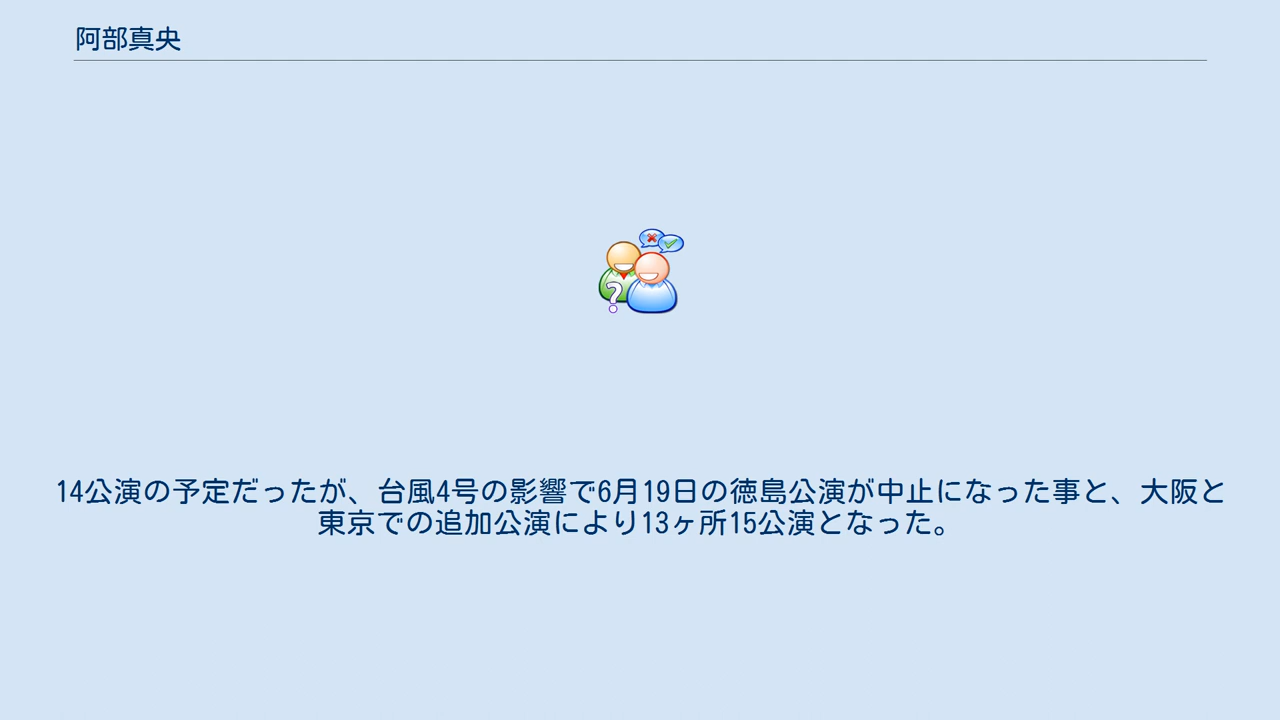 阿部真央
14公演の予定だったが、台風4号の影響で6月19日の徳島公演が中止になった事と、大阪と
東京での追加公演により13ヶ所15公演となった。